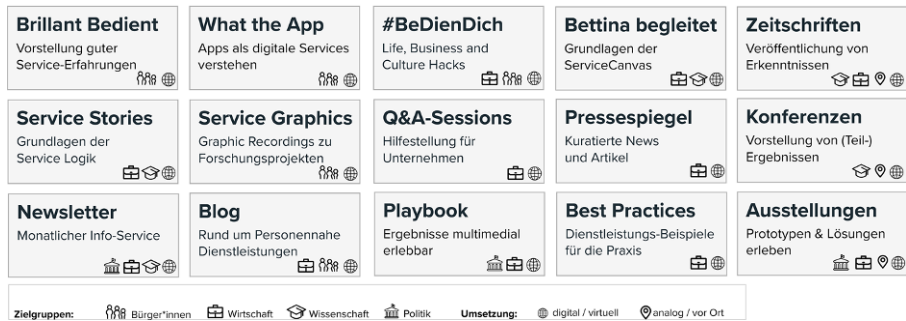 Brillant Bedient
Vorstellung guter
Service-Erfahrungen
What the App
Apps als digitale Services
verstehen
#BeDienDich
Life, Business and
Culture Hacks
Bettina begleitet
Grundlagen der
ServiceCanvas
Zeitschriften
Veröffentlichung von
Erkenntnissen
Service Stories
Grundlagen der
Service Logik
Service Graphics
Graphic Recordings zu
Forschungsprojekten
Q&A-Sessions
Hilfestellung für
Unternehmen
Pressespiegel
Kuratierte News
und Artikel
Konferenzen
Vorstellung von (Teil-)
Ergebnissen
Newsletter
Monatlicher Info-Service
Blog
Rund um Personennahe
Dienstleistungen
Playbook
Ergebnisse multimedial
erlebbar
Best Practices
Dienstleistungs-Beispiele
für die Praxis
Ausstellungen
Prototypen & Lösungen
erleben
Zielgruppen: Bürger*innen Wirtschaft Wissenschaft Politik Umsetzung: digital / virtuell analog / vor Ort